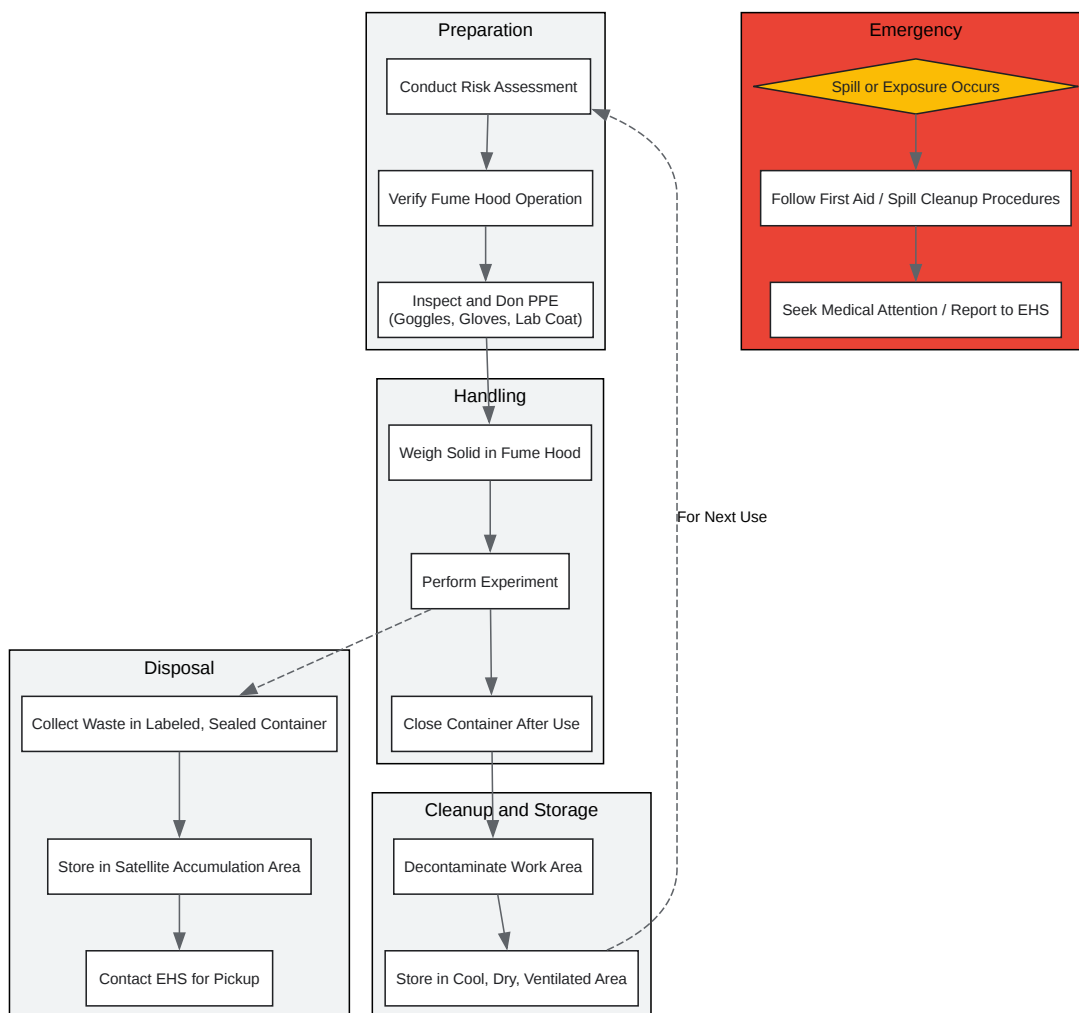 Preparation
Conduct Risk Assessment
Verify Fume Hood Operation
Inspect and Don PPE
(Goggles, Gloves, Lab Coat)
Emergency
Spill or Exposure Occurs
Follow First Aid / Spill Cleanup Procedures
Seek Medical Attention / Report to EHS
Handling
Weigh Solid in Fume Hood
Perform Experiment
Close Container After Use
For Next Use
Disposal
Collect Waste in Labeled, Sealed Container
Store in Satellite Accumulation Area
Contact EHS for Pickup
Cleanup and Storage
Decontaminate Work Area
Store in Cool, Dry, Ventilated Area